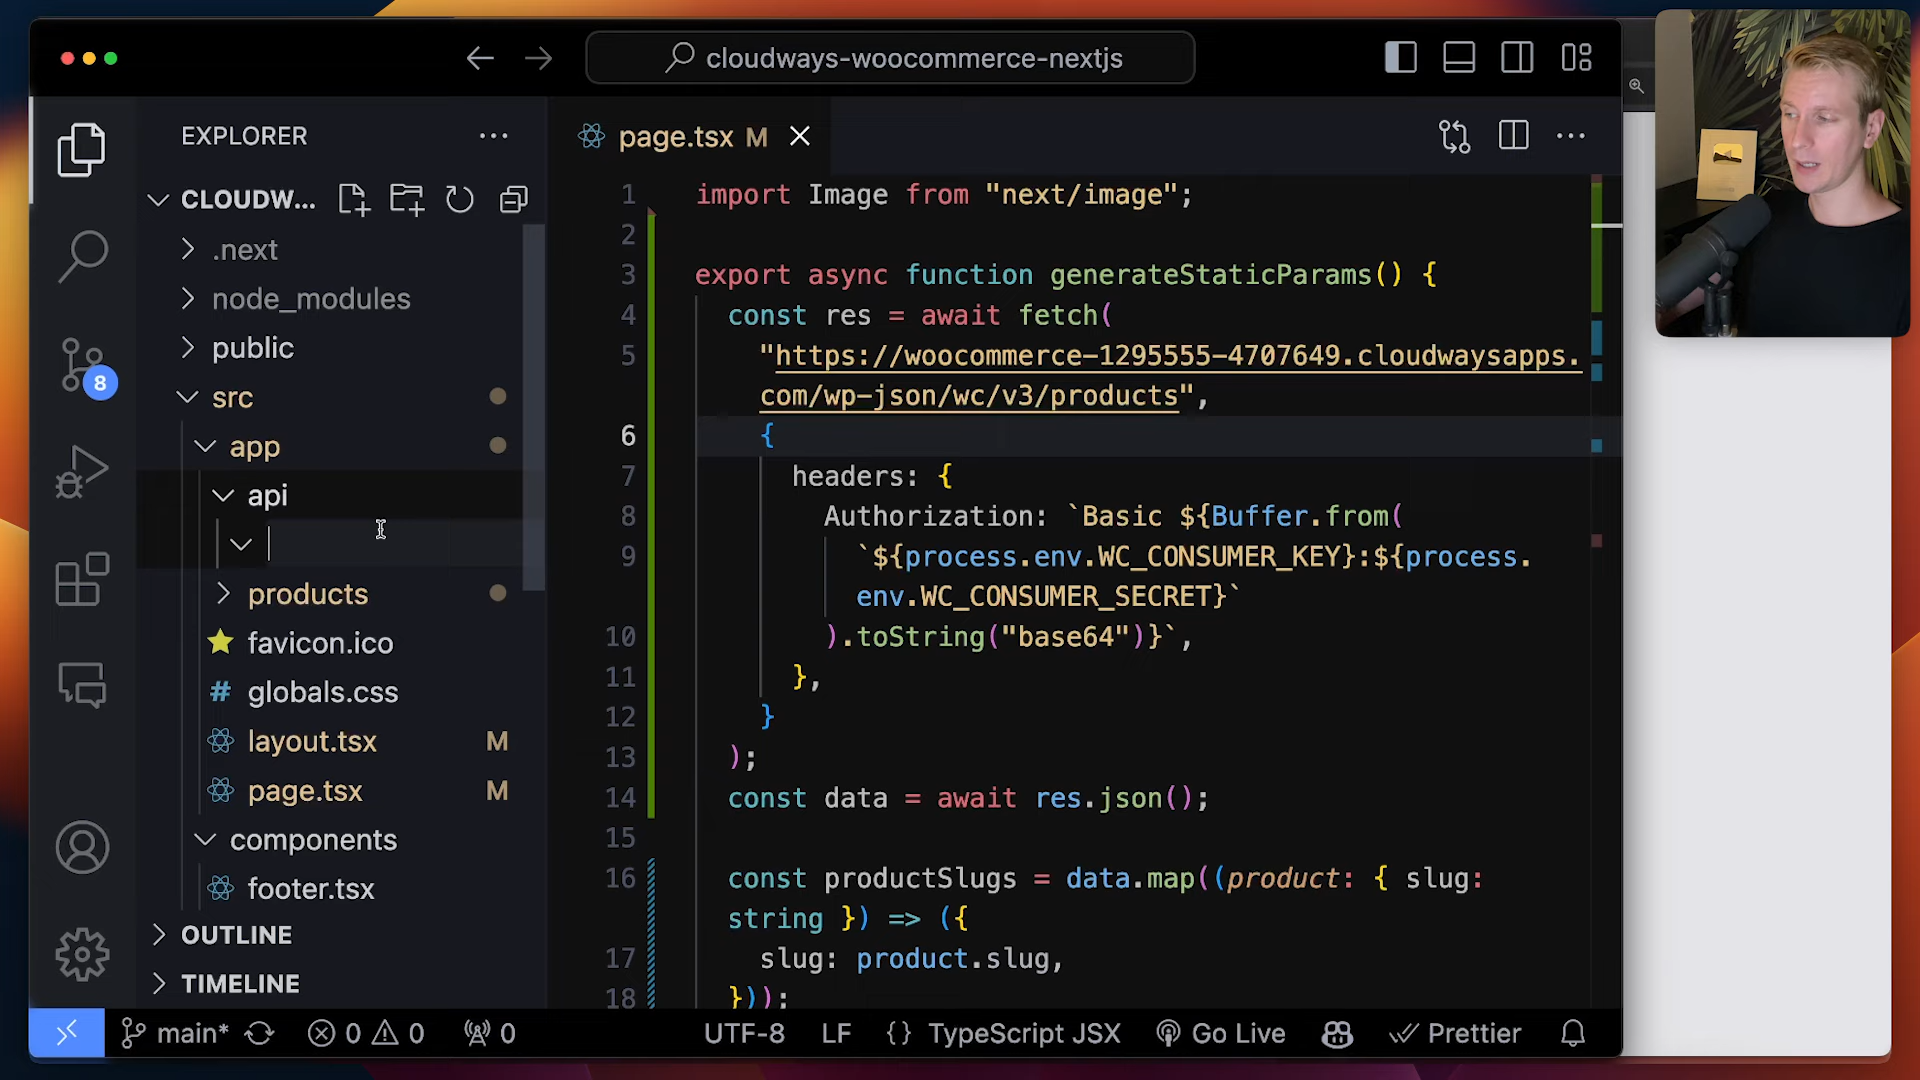 cloudways-woocommerce-nextjs
EXPLORER
CLOUDW...
.next
node_modules
public
src
app
api
products
favicon.ico
globals.css
layout.tsx M
page.tsx M
components
footer.tsx
OUTLINE
TIMELINE
8
page.tsx M
1 import Image from "next/image";
2
3 export async function generateStaticParams() {
4 const res = await fetch(
5 "https://woocommerce-1295555-4707649.cloudwaysapps.
com/wp-json/wc/v3/products",
6 {
7 headers: {
8 Authorization: `Basic ${Buffer.from(
9 `${process.env.WC_CONSUMER_KEY}:${process.
env.WC_CONSUMER_SECRET}`
10 ).toString("base64")}`,
11 },
12 }
13 );
14 const data = await res.json();
15
16 const productSlugs = data.map((product: { slug:
string }) => ({
17 slug: product.slug,
18 }));
main* 0 0 0 UTF-8 LF {} TypeScript JSX Go Live Prettier